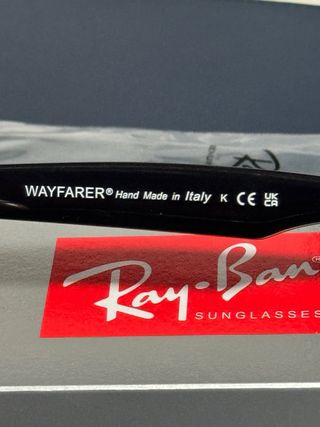 WAYFARER® Hand Made in Italy K CE UK CA
Ray-Ban®
SUNGLASSES